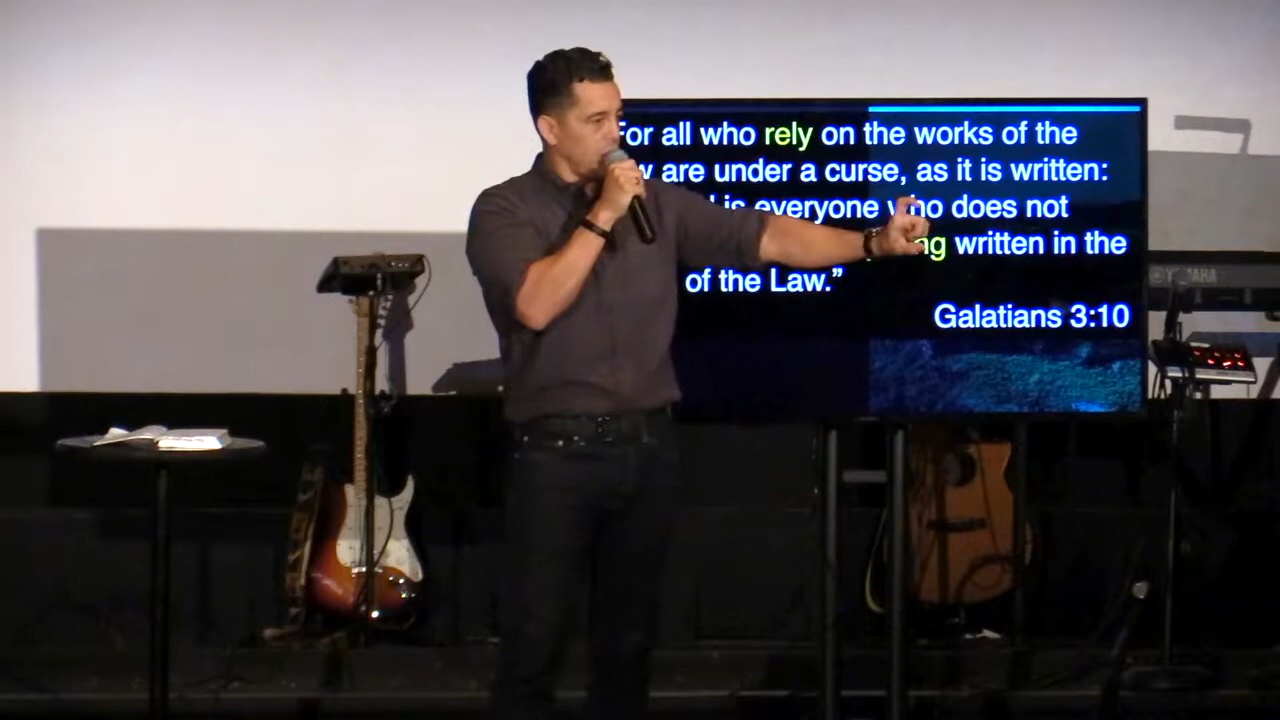 For all who rely on the works of the
are under a curse, as it is written:
is everyone who does not
written in the
of the Law.”
Galatians 3:10
YAMAHA